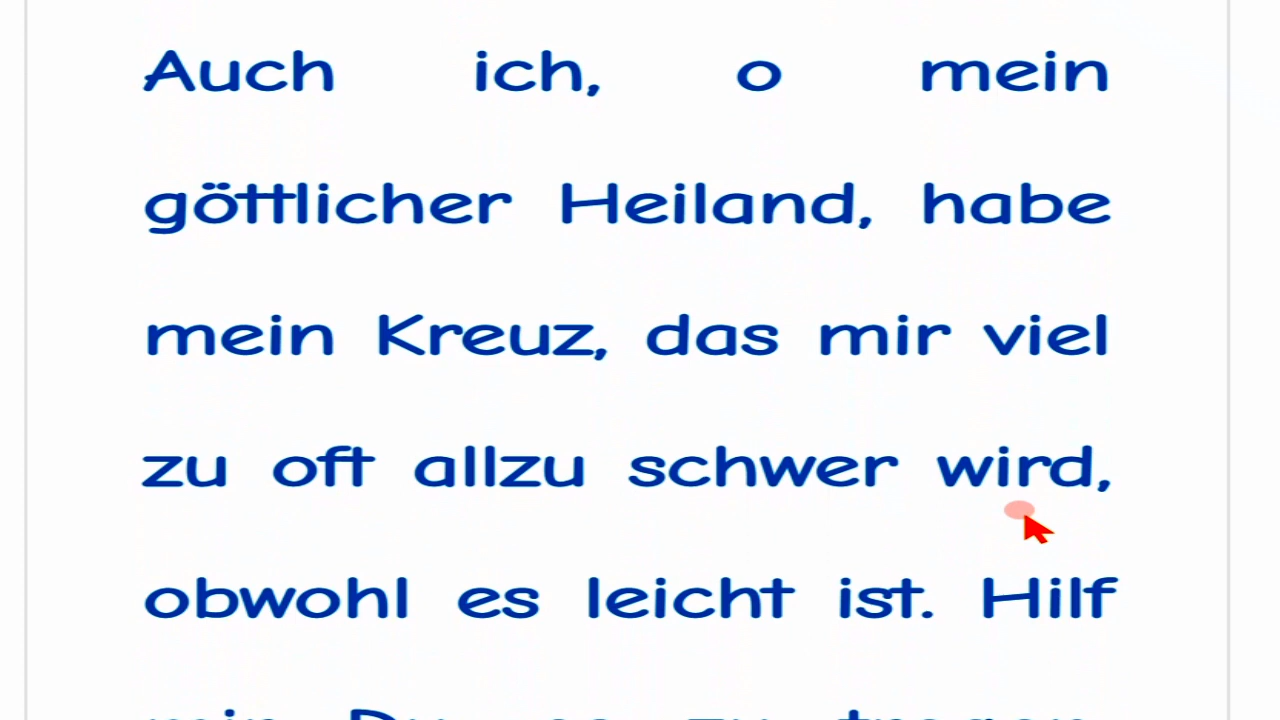 Auch ich, o mein
göttlicher Heiland, habe
mein Kreuz, das mir viel
zu oft allzu schwer wird,
obwohl es leicht ist. Hilf